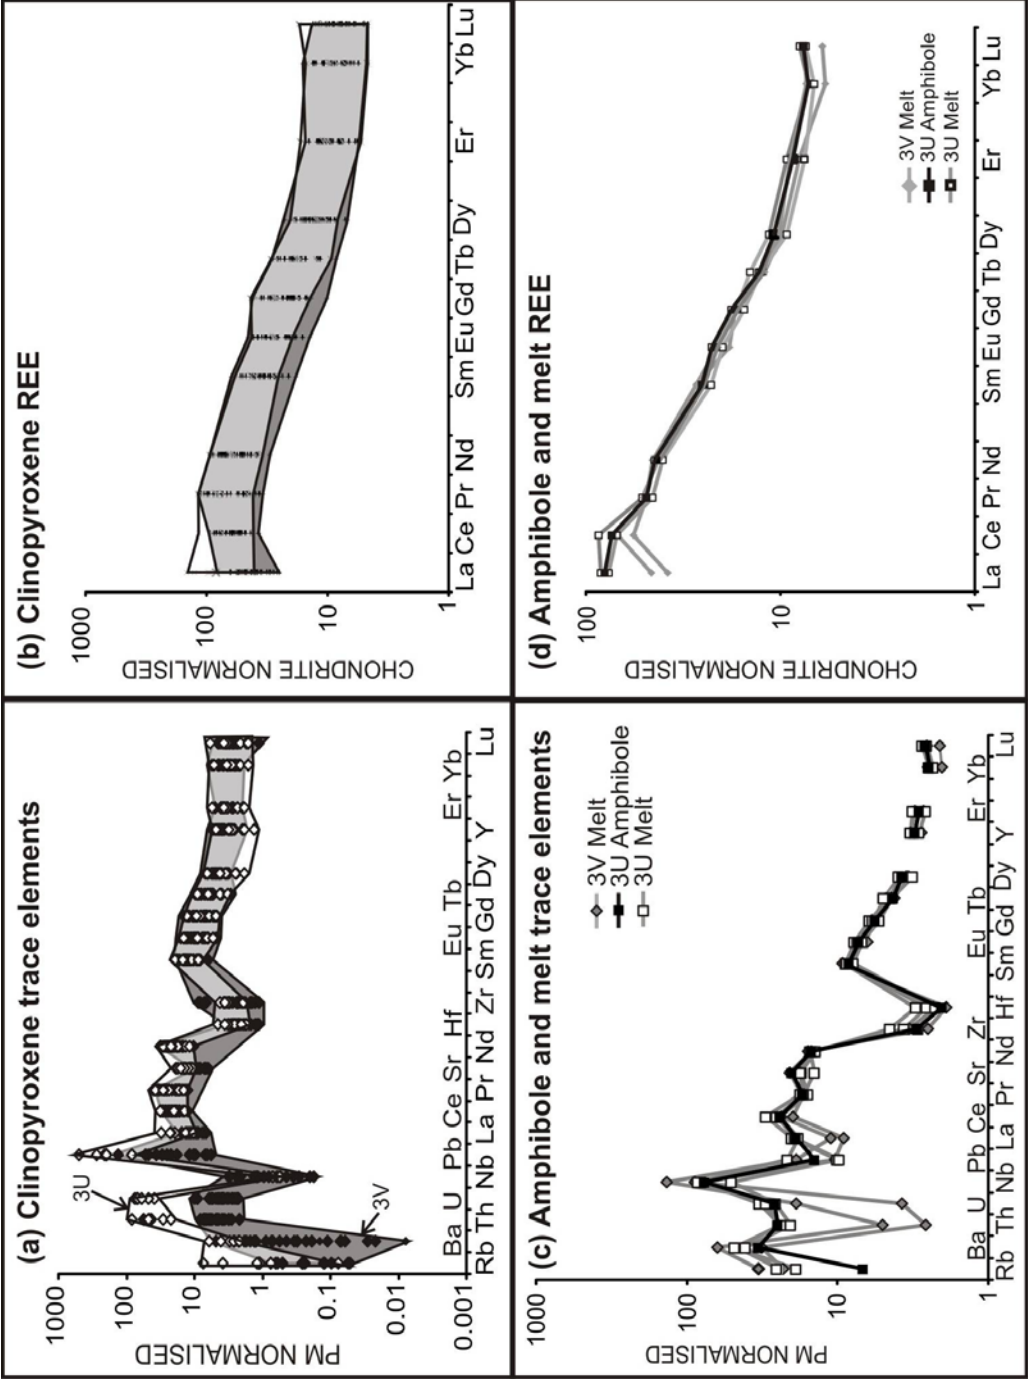 (a) Clinopyroxene trace elements
PM NORMALISED
1000
100
10
1
0.1
0.01
0.001
3U
3V
Ba U Pb Ce Sr Hf Eu Tb Er Yb
Rb Th Nb La Pr Nd Zr Sm Gd Dy Y Lu
(b) Clinopyroxene REE
CHONDRITE NORMALISED
1000
100
10
1
La Ce Pr Nd Sm Eu Gd Tb Dy Er Yb Lu
(c) Amphibole and melt trace elements
PM NORMALISED
1000
100
10
1
3V Melt
3U Amphibole
3U Melt
Ba U Pb Ce Sr Zr Eu Tb Er Yb
Rb Th Nb La Pr Nd Hf Sm Gd Dy Y Lu
(d) Amphibole and melt REE
CHONDRITE NORMALISED
100
10
1
3V Melt
3U Amphibole
3U Melt
La Ce Pr Nd Sm Eu Gd Tb Dy Er Yb Lu